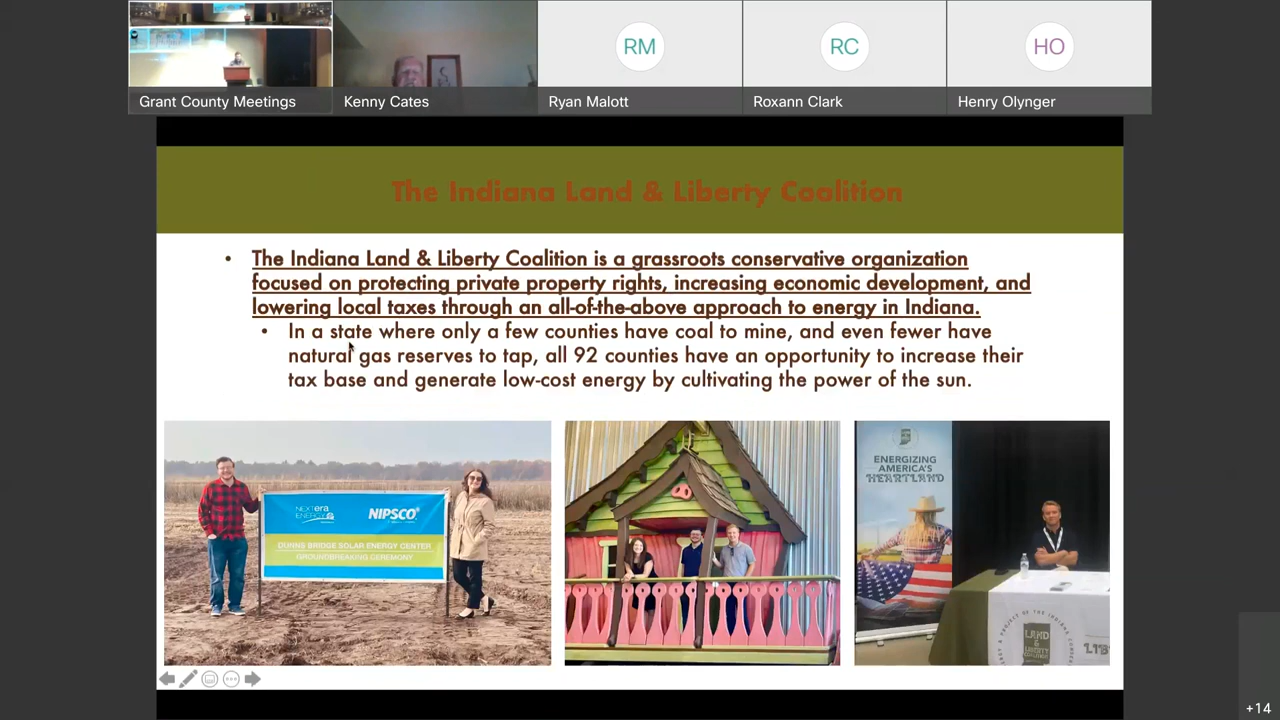 RM
RC
HO
Grant County Meetings
Kenny Cates
Ryan Malott
Roxann Clark
Henry Olynger
The Indiana Land & Liberty Coalition
• The Indiana Land & Liberty Coalition is a grassroots conservative organization
focused on protecting private property rights, increasing economic development, and
lowering local taxes through an all-of-the-above approach to energy in Indiana.
• In a state where only a few counties have coal to mine, and even fewer have
natural gas reserves to tap, all 92 counties have an opportunity to increase their
tax base and generate low-cost energy by cultivating the power of the sun.
NEXTera
ENERGY
NIPSCO
DUNNS BRIDGE SOLAR ENERGY CENTER
GROUNDBREAKING CEREMONY
ENERGIZING
AMERICA'S
HEARTLAND
LAND
&
LIBERTY
COALITION
+14